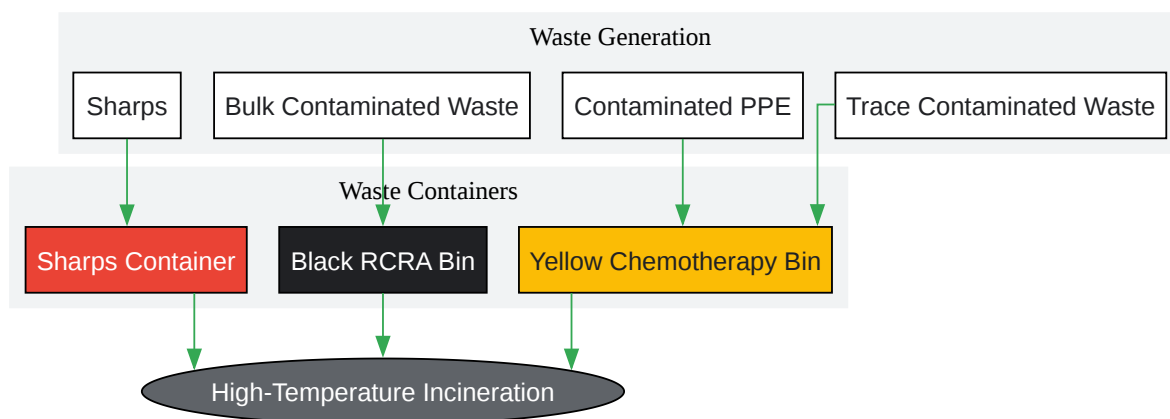 Waste Generation
Sharps
Bulk Contaminated Waste
Contaminated PPE
Trace Contaminated Waste
Waste Containers
Sharps Container
Black RCRA Bin
Yellow Chemotherapy Bin
High-Temperature Incineration